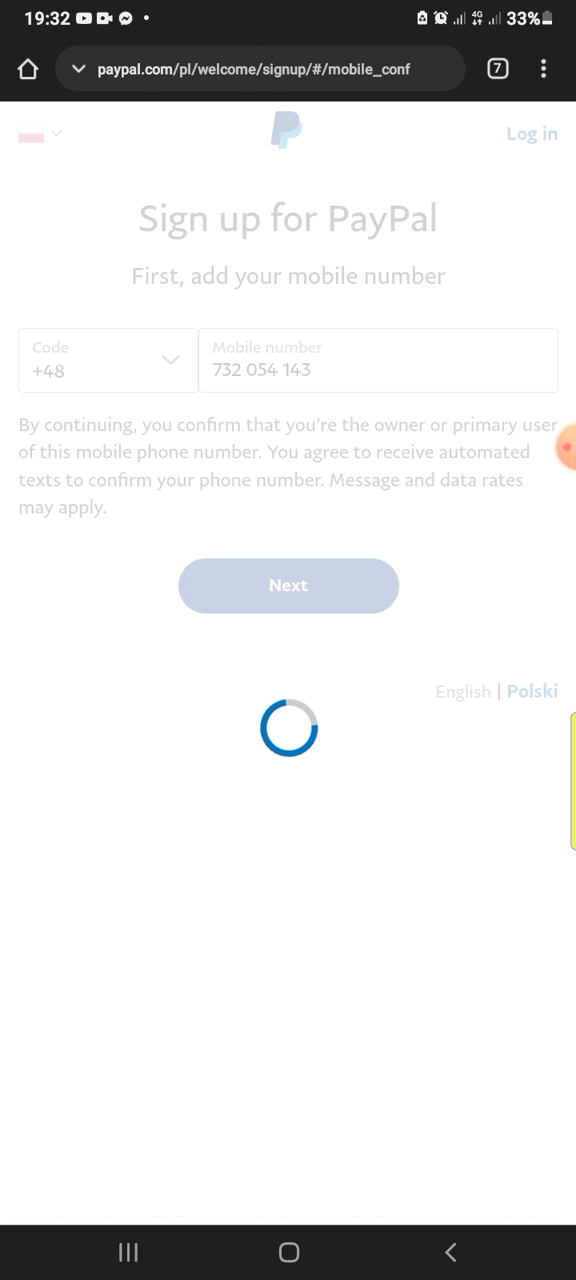 19:32 4G 33%
paypal.com/pl/welcome/signup/#/mobile_conf 7
Log in
Sign up for PayPal
First, add your mobile number
Code
+48
Mobile number
732 054 143
By continuing, you confirm that you're the owner or primary user
of this mobile phone number. You agree to receive automated
texts to confirm your phone number. Message and data rates
may apply.
Next
English | Polski